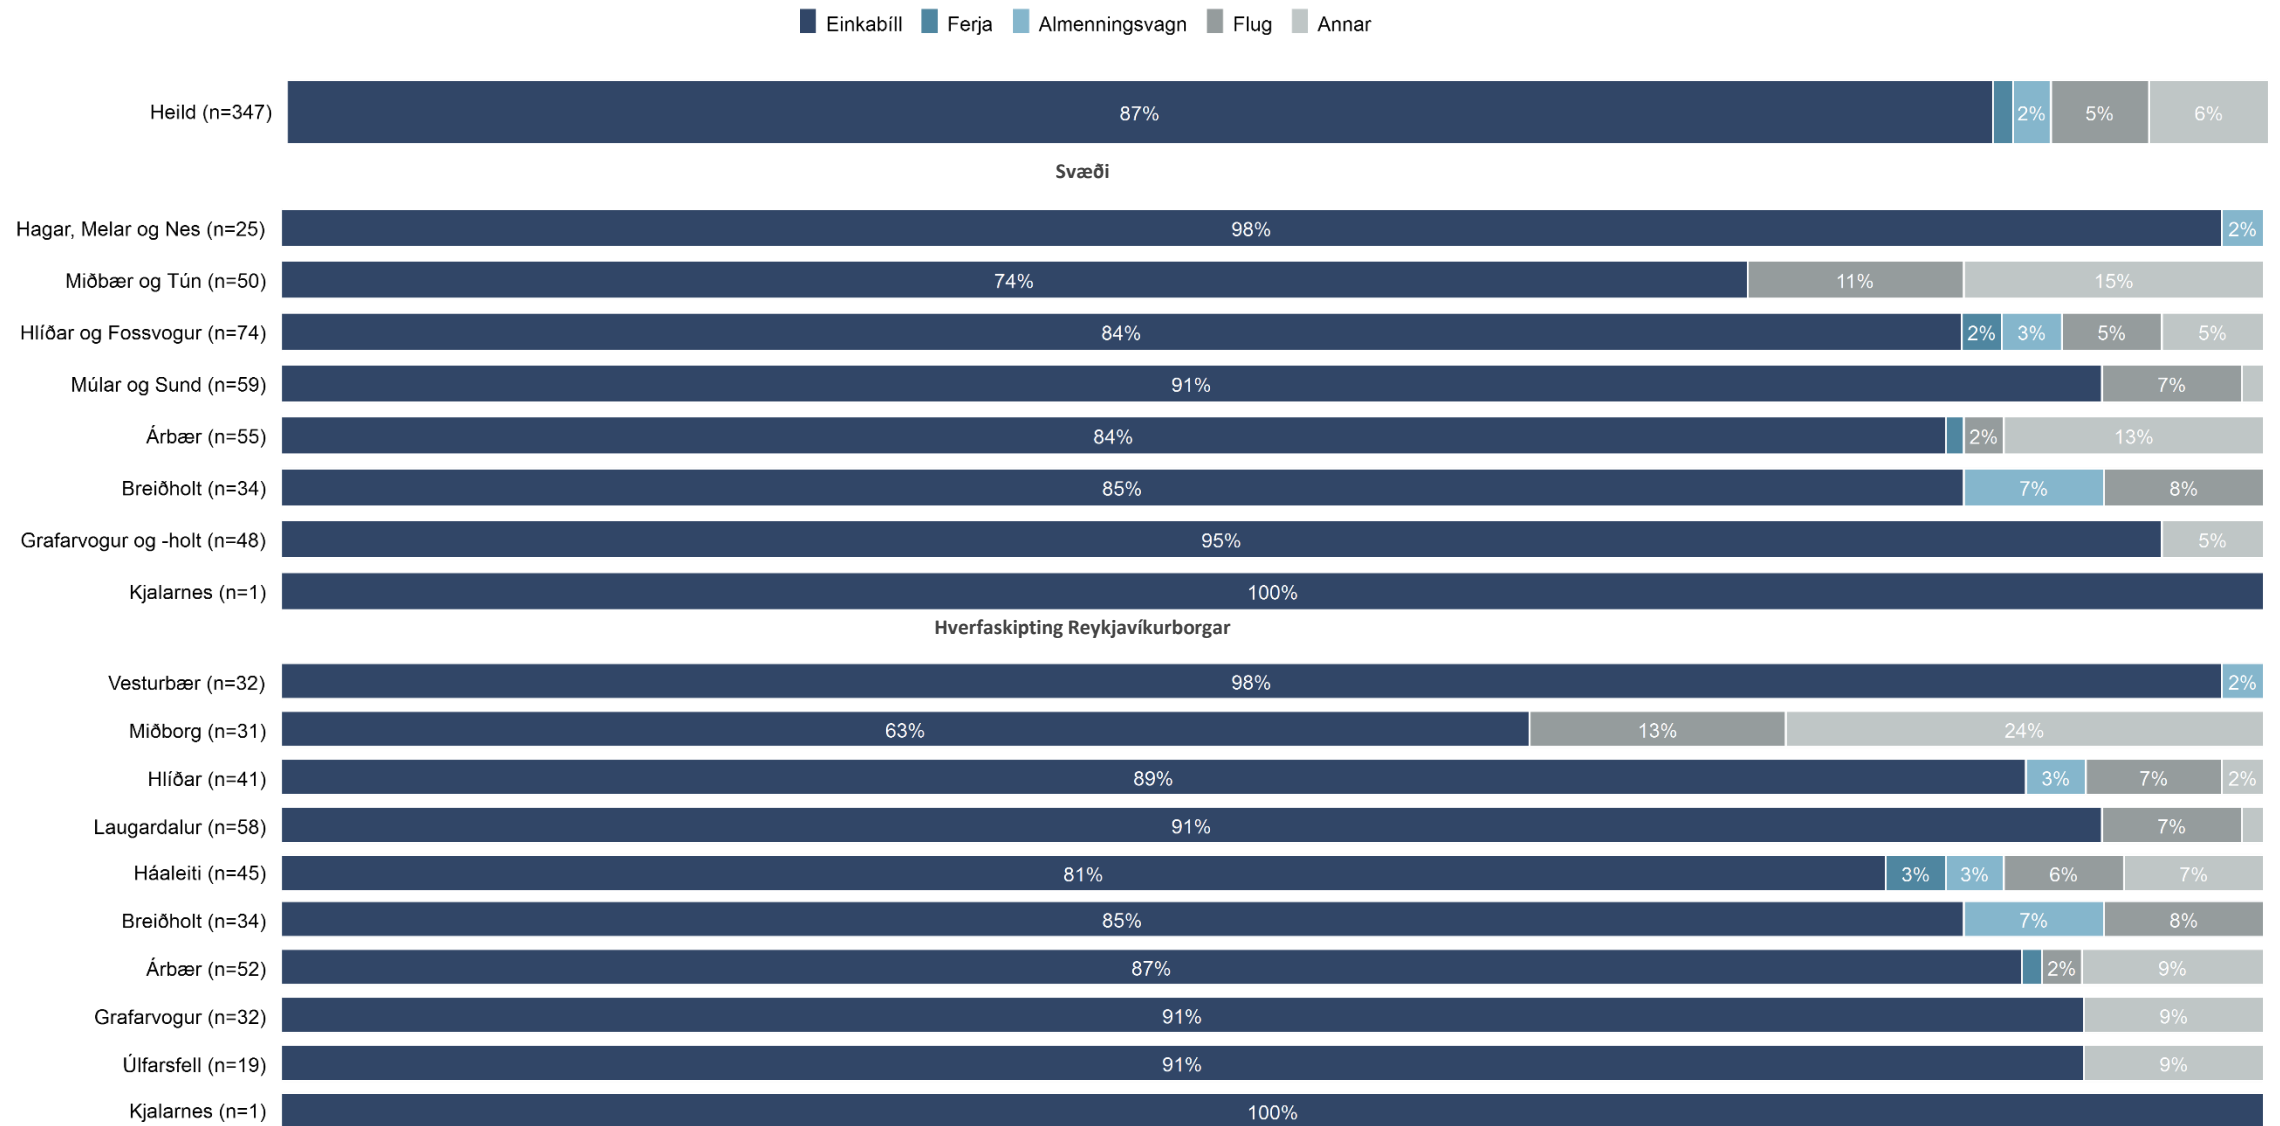 Einkabíll Ferja Almenningsvagn Flug Annar
Heild (n=347) 87% 2% 5% 6%
Svæði
Hagar, Melar og Nes (n=25) 98% 2%
Miðbær og Tún (n=50) 74% 11% 15%
Hlíðar og Fossvogur (n=74) 84% 2% 3% 5% 5%
Múlar og Sund (n=59) 91% 7%
Árbær (n=55) 84% 2% 13%
Breiðholt (n=34) 85% 7% 8%
Grafarvogur og -holt (n=48) 95% 5%
Kjalarnes (n=1) 100%
Hverfaskipting Reykjavíkurborgar
Vesturbær (n=32) 98% 2%
Miðborg (n=31) 63% 13% 24%
Hlíðar (n=41) 89% 3% 7% 2%
Laugardalur (n=58) 91% 7%
Háaleiti (n=45) 81% 3% 3% 6% 7%
Breiðholt (n=34) 85% 7% 8%
Árbær (n=52) 87% 2% 9%
Grafarvogur (n=32) 91% 9%
Úlfarsfell (n=19) 91% 9%
Kjalarnes (n=1) 100%